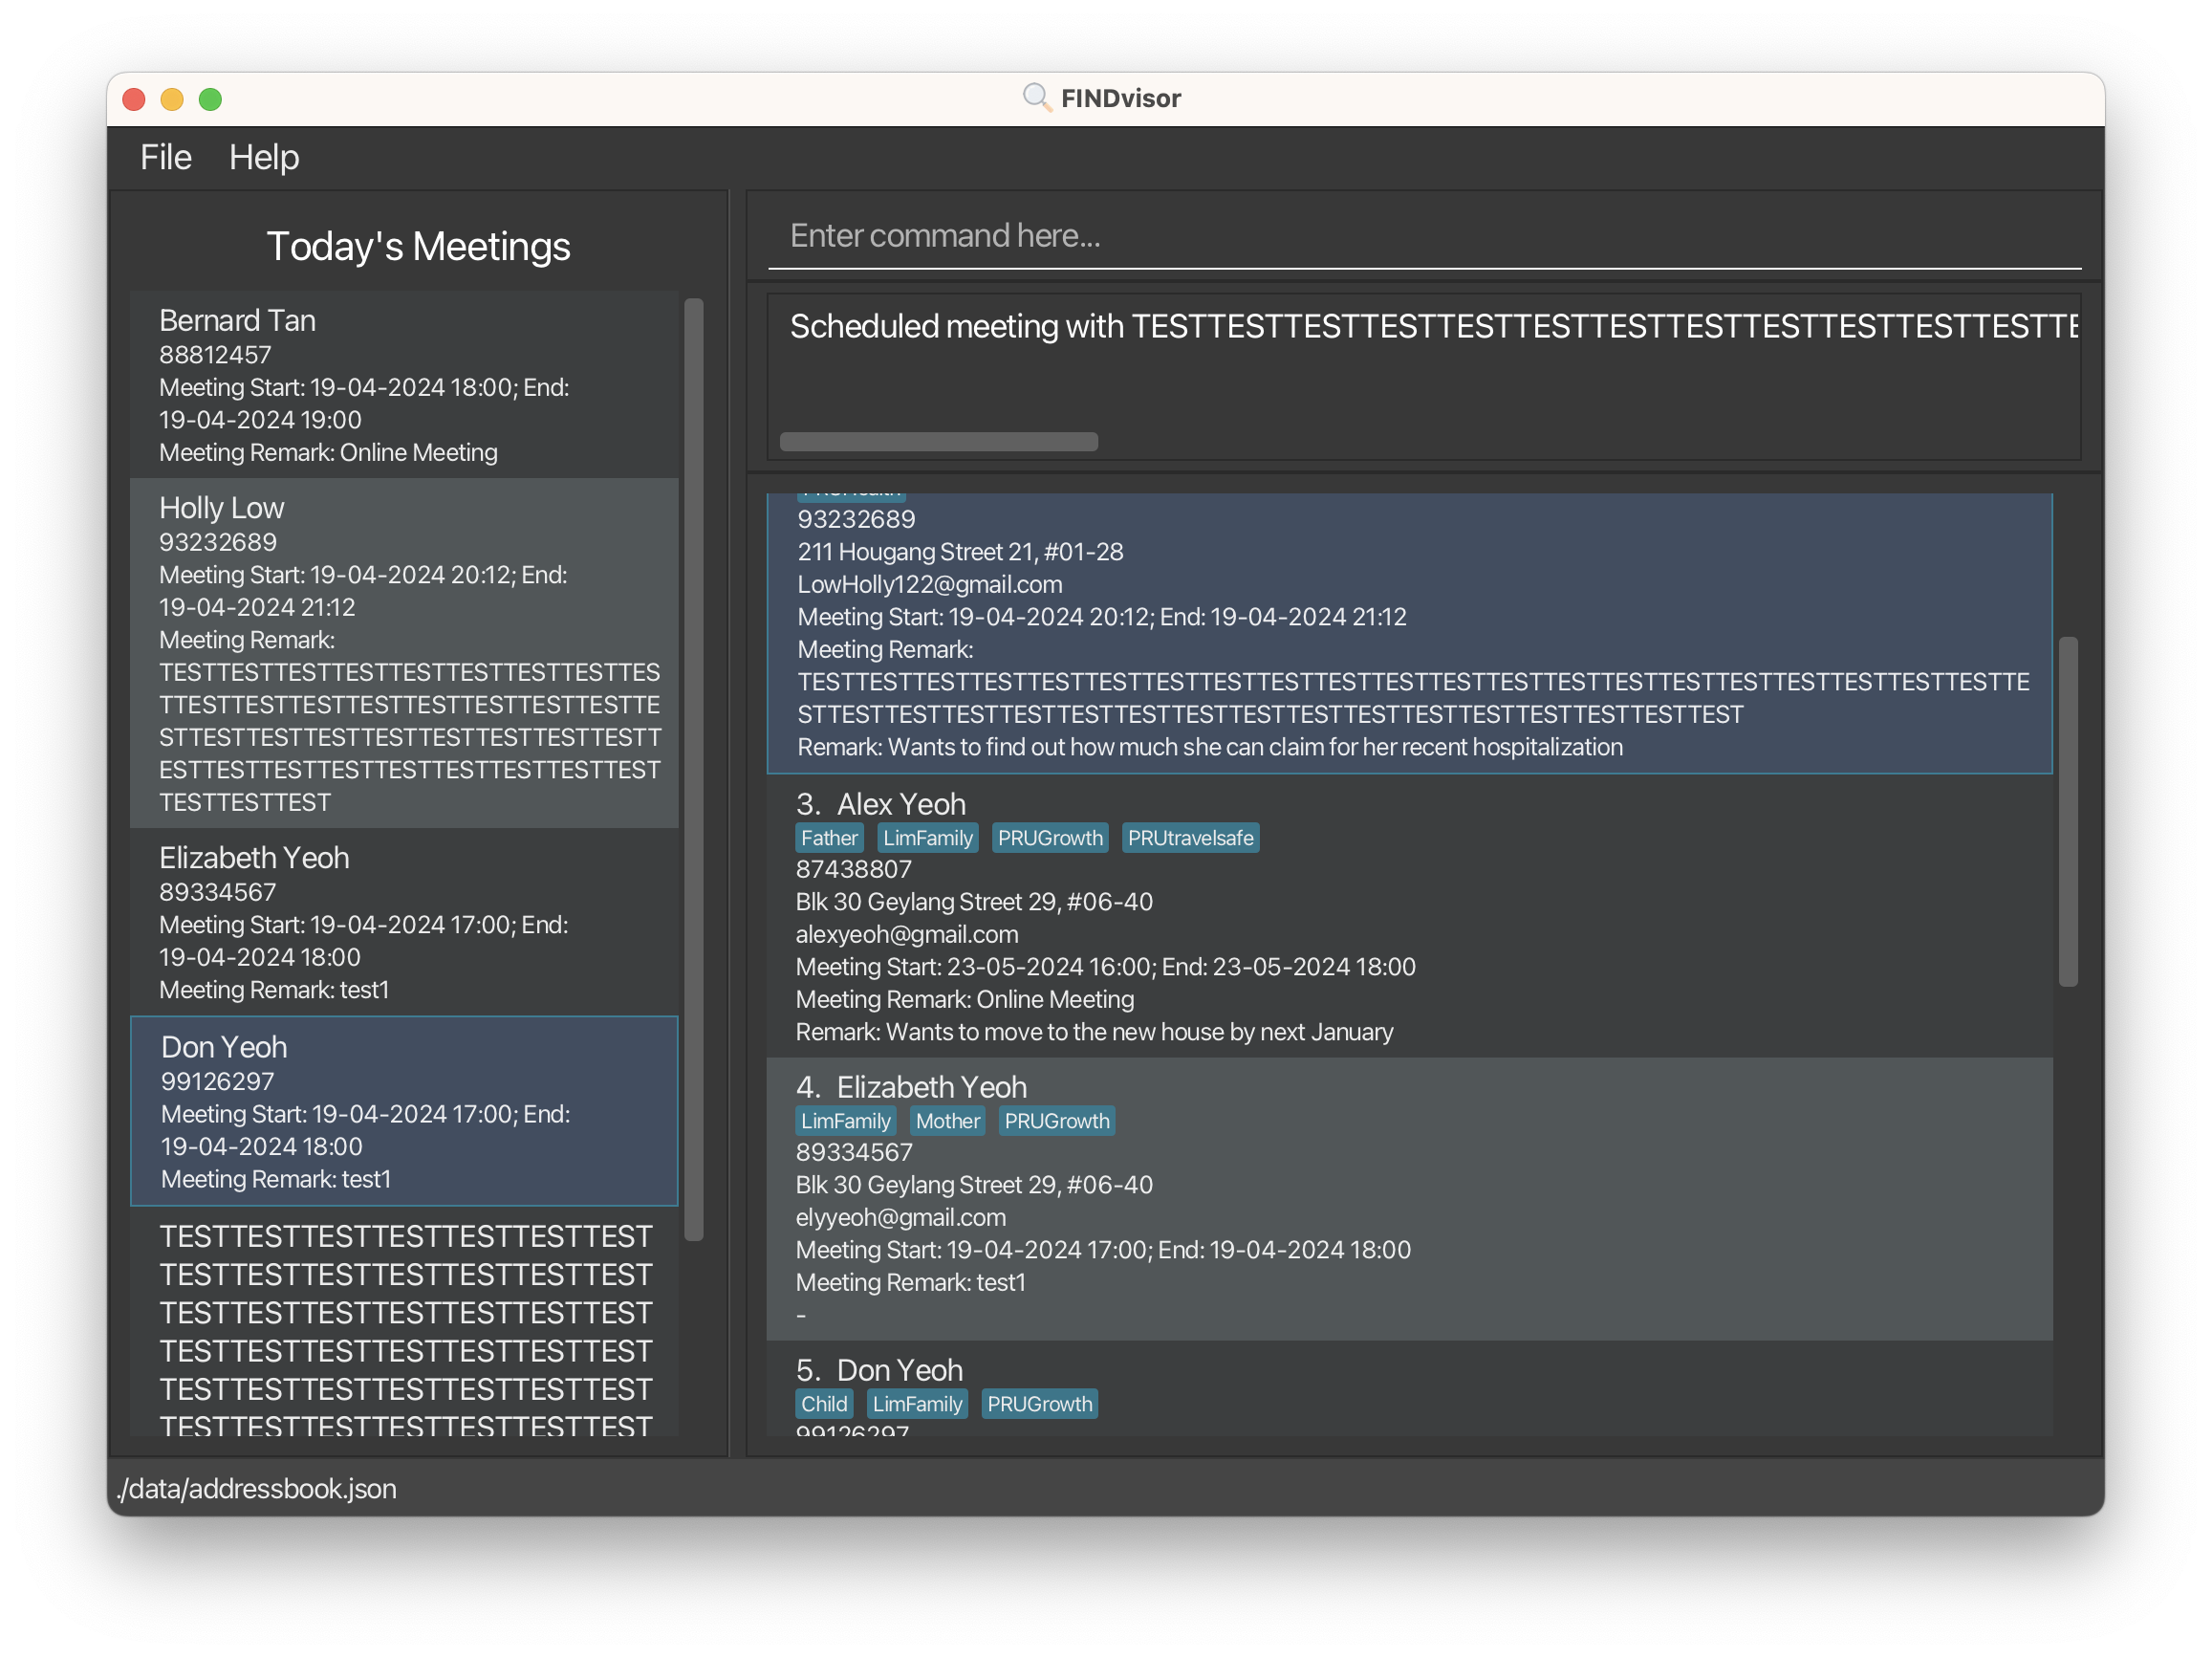 FINDvisor
File Help
Today's Meetings
Bernard Tan
88812457
Meeting Start: 19-04-2024 18:00; End:
19-04-2024 19:00
Meeting Remark: Online Meeting
Holly Low
93232689
Meeting Start: 19-04-2024 20:12; End:
19-04-2024 21:12
Meeting Remark:
TESTTESTTESTTESTTESTTESTTESTTESTTES
TTESTTESTTESTTESTTESTTESTTESTTESTTE
STTESTTESTTESTTESTTESTTESTTESTTESTT
ESTTESTTESTTESTTESTTESTTESTTESTTEST
TESTTESTTEST
Elizabeth Yeoh
89334567
Meeting Start: 19-04-2024 17:00; End:
19-04-2024 18:00
Meeting Remark: test1
Don Yeoh
99126297
Meeting Start: 19-04-2024 17:00; End:
19-04-2024 18:00
Meeting Remark: test1
TESTTESTTESTTESTTESTTESTTEST
TESTTESTTESTTESTTESTTESTTEST
TESTTESTTESTTESTTESTTESTTEST
TESTTESTTESTTESTTESTTESTTEST
TESTTESTTESTTESTTESTTESTTEST
TESTTESTTESTTESTTESTTESTTEST
Enter command here...
Scheduled meeting with TESTTESTTESTTESTTESTTESTTESTTESTTESTTESTTESTTESTTE
93232689
211 Hougang Street 21, #01-28
LowHolly122@gmail.com
Meeting Start: 19-04-2024 20:12; End: 19-04-2024 21:12
Meeting Remark:
TESTTESTTESTTESTTESTTESTTESTTESTTESTTESTTESTTESTTESTTESTTESTTESTTESTTESTTESTTESTTESTTE
STTESTTESTTESTTESTTESTTESTTESTTESTTESTTESTTESTTESTTESTTESTTESTTEST
Remark: Wants to find out how much she can claim for her recent hospitalization
3. Alex Yeoh
Father LimFamily PRUGrowth PRUtravelsafe
87438807
Blk 30 Geylang Street 29, #06-40
alexyeoh@gmail.com
Meeting Start: 23-05-2024 16:00; End: 23-05-2024 18:00
Meeting Remark: Online Meeting
Remark: Wants to move to the new house by next January
4. Elizabeth Yeoh
LimFamily Mother PRUGrowth
89334567
Blk 30 Geylang Street 29, #06-40
elyyeoh@gmail.com
Meeting Start: 19-04-2024 17:00; End: 19-04-2024 18:00
Meeting Remark: test1
-
5. Don Yeoh
Child LimFamily PRUGrowth
99126297
./data/addressbook.json